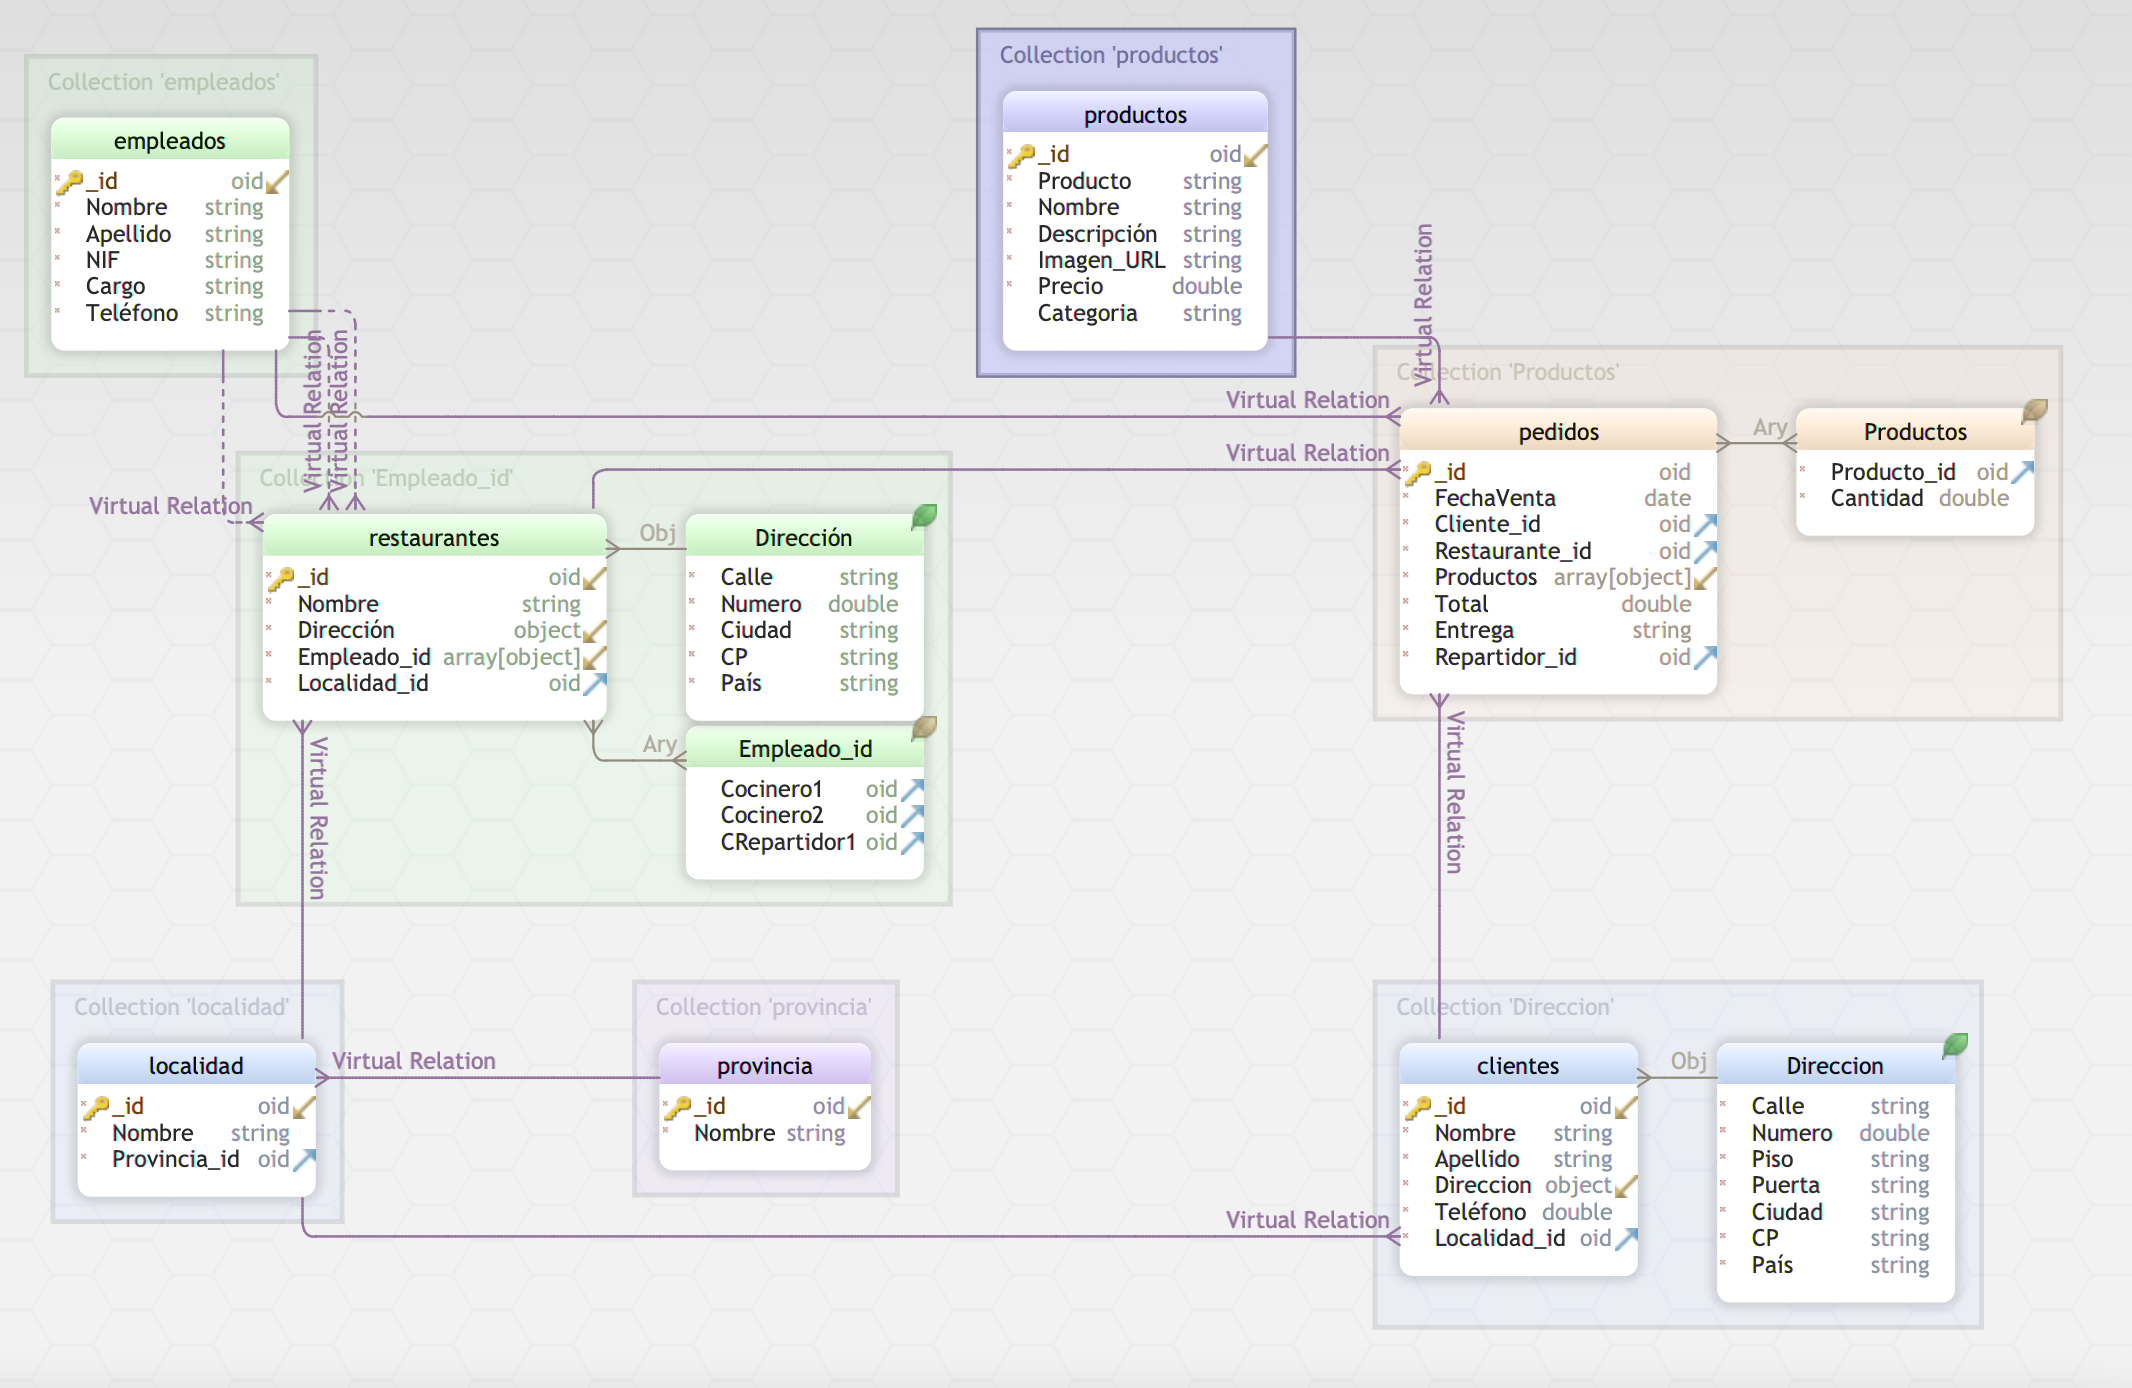 Collection 'empleados'
empleados
_id oid
Nombre string
Apellido string
NIF string
Cargo string
Teléfono string
Collection 'productos'
productos
_id oid
Producto string
Nombre string
Descripción string
Imagen_URL string
Precio double
Categoria string
Virtual Relation
Virtual Relation
Virtual Relation
Virtual Relation
Virtual Relation
Virtual Relation
Collection 'Productos'
pedidos
_id oid
FechaVenta date
Cliente_id oid
Restaurante_id oid
Productos array[object]
Total double
Entrega string
Repartidor_id oid
Ary
Productos
Producto_id oid
Cantidad double
Collection 'Empleado_id'
restaurantes
_id oid
Nombre string
Dirección object
Empleado_id array[object]
Localidad_id oid
Obj
Dirección
Calle string
Numero double
Ciudad string
CP string
País string
Ary
Empleado_id
Cocinero1 oid
Cocinero2 oid
CRepartidor1 oid
Virtual Relation
Virtual Relation
Collection 'localidad'
localidad
_id oid
Nombre string
Provincia_id oid
Virtual Relation
Collection 'provincia'
provincia
_id oid
Nombre string
Virtual Relation
Collection 'Direccion'
clientes
_id oid
Nombre string
Apellido string
Direccion object
Teléfono double
Localidad_id oid
Obj
Direccion
Calle string
Numero double
Piso string
Puerta string
Ciudad string
CP string
País string